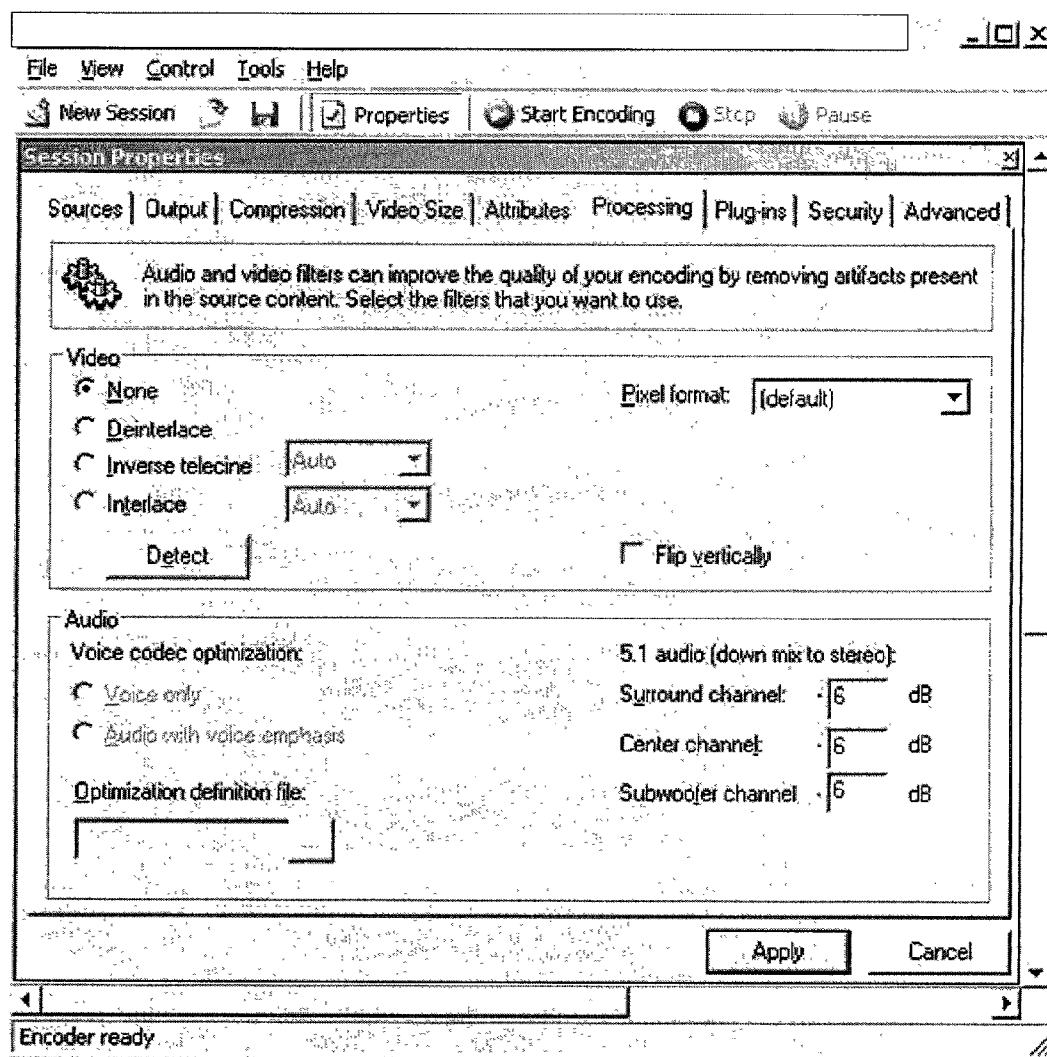 File View Control Tools Help
New Session Properties Start Encoding Stop Pause
Session Properties
Sources Output Compression Video Size Attributes Processing Plug-ins Security Advanced
Audio and video filters can improve the quality of your encoding by removing artifacts present
in the source content. Select the filters that you want to use.
Video
None
Pixel format: (default)
Deinterlace
Inverse telecine Auto
Interlace Auto
Detect
Flip vertically
Audio
Voice codec optimization:
Voice only
Audio with voice emphasis
Optimization definition file:
5.1 audio (down mix to stereo):
Surround channel: -6 dB
Center channel: -6 dB
Subwoofer channel -6 dB
Apply Cancel
Encoder ready